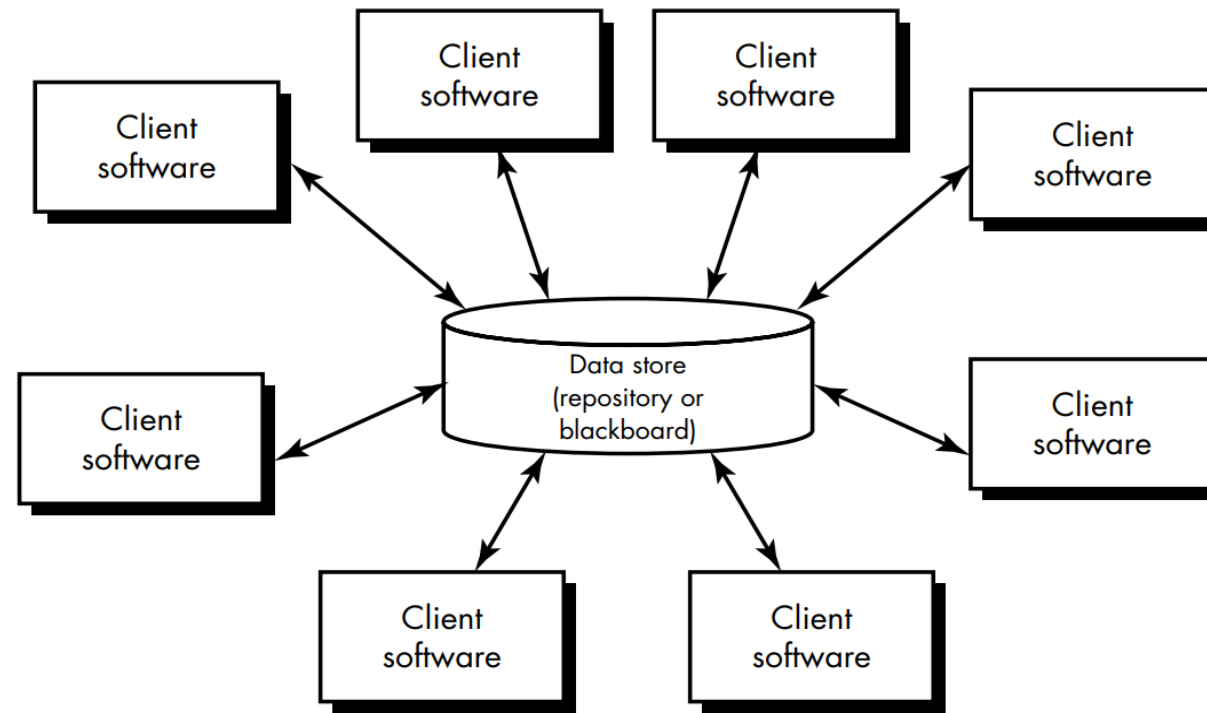 Client
software
Client
software
Client
software
Client
software
Data store
(repository or
blackboard)
Client
software
Client
software
Client
software
Client
software